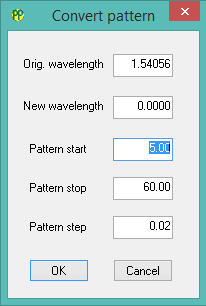 Convert pattern
Orig. wavelength 1.54056
New wavelength 0.0000
Pattern start 5.00
Pattern stop 60.00
Pattern step 0.02
OK Cancel